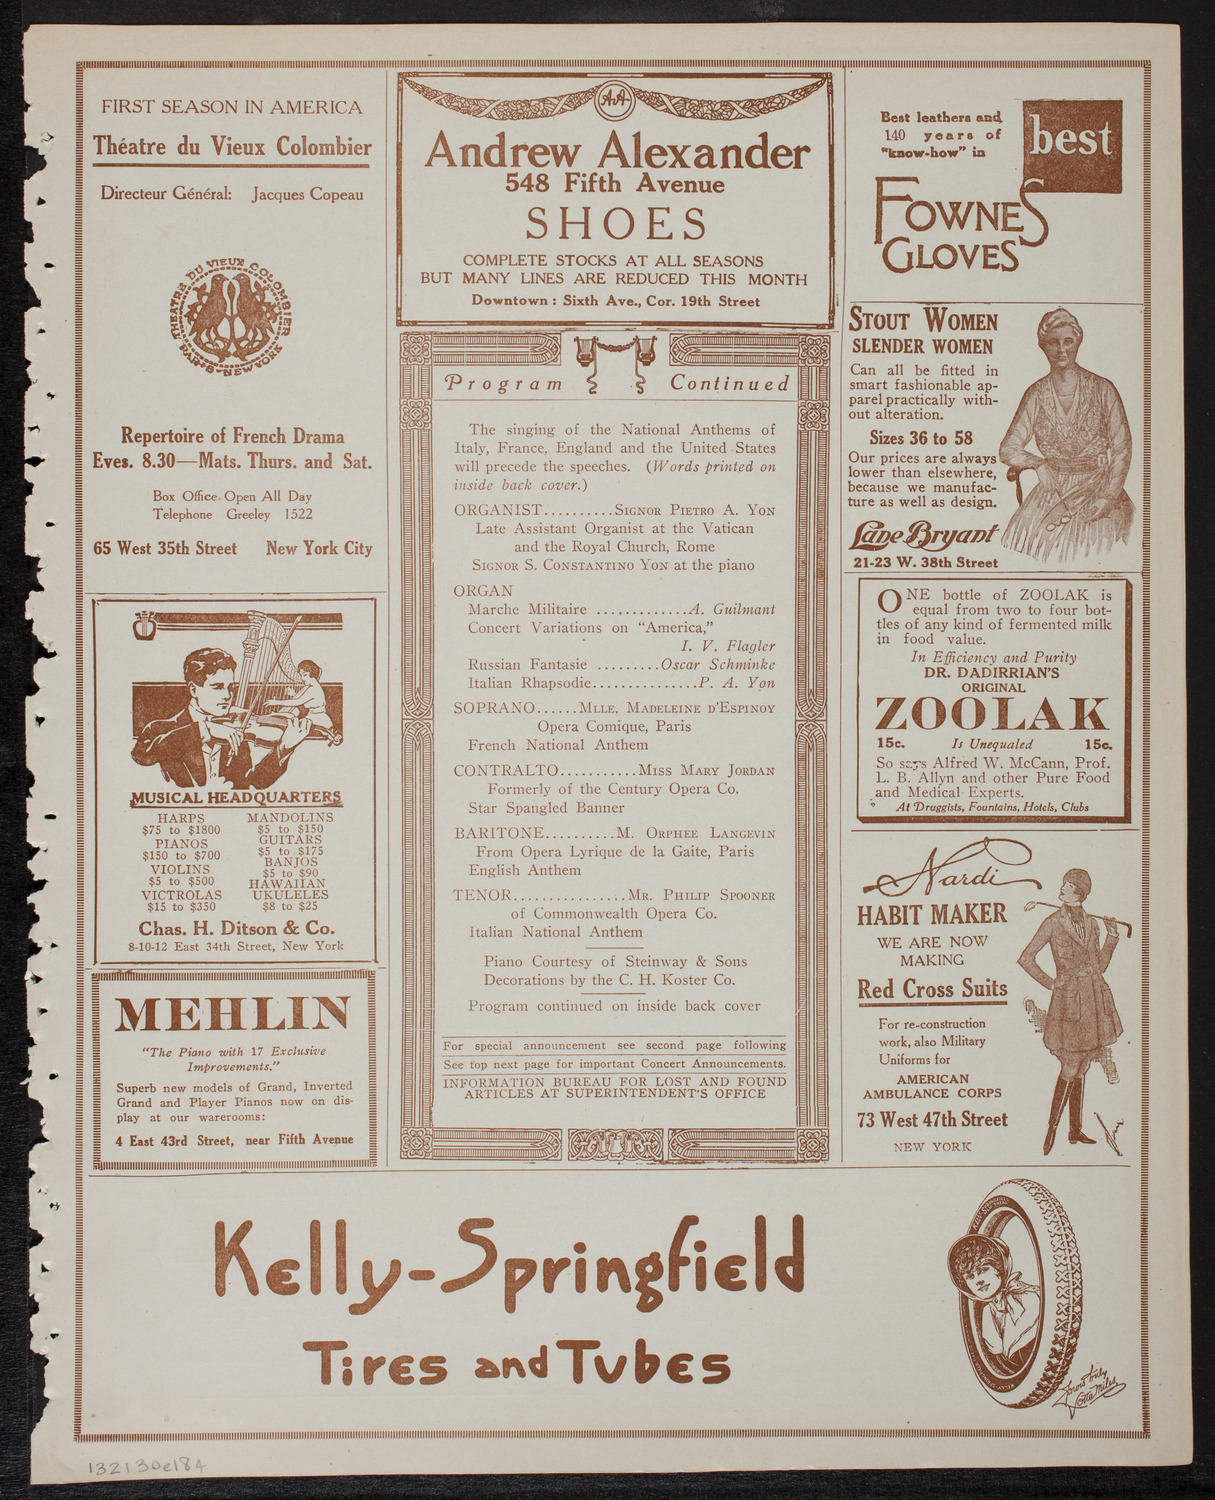 FIRST SEASON IN AMERICA
Théatre du Vieux Colombier
Directeur Général: Jacques Copeau
THEATRE DU VIEUX COLOMBIER
PARIS NEW YORK
Repertoire of French Drama
Eves. 8.30—Mats. Thurs. and Sat.
Box Office Open All Day
Telephone Greeley 1522
65 West 35th Street New York City
MUSICAL HEADQUARTERS
HARPS
$75 to $1800
PIANOS
$150 to $700
VIOLINS
$5 to $500
VICTROLAS
$15 to $350
MANDOLINS
$5 to $150
GUITARS
$5 to $175
BANJOS
$5 to $90
HAWAIIAN
UKULELES
$8 to $25
Chas. H. Ditson & Co.
8-10-12 East 34th Street, New York
MEHLIN
"The Piano with 17 Exclusive
Improvements."
Superb new models of Grand, Inverted
Grand and Player Pianos now on dis-
play at our warerooms:
4 East 43rd Street, near Fifth Avenue
AA
Andrew Alexander
548 Fifth Avenue
SHOES
COMPLETE STOCKS AT ALL SEASONS
BUT MANY LINES ARE REDUCED THIS MONTH
Downtown: Sixth Ave., Cor. 19th Street
Program Continued
The singing of the National Anthems of
Italy, France, England and the United States
will precede the speeches. (Words printed on
inside back cover.)
ORGANIST..........SIGNOR PIETRO A. YON
Late Assistant Organist at the Vatican
and the Royal Church, Rome
SIGNOR S. CONSTANTINO YON at the piano
ORGAN
Marche Militaire .............A. Guilmant
Concert Variations on "America,"
I. V. Flagler
Russian Fantasie .........Oscar Schminke
Italian Rhapsodie...............P. A. Yon
SOPRANO......MLLE. MADELEINE D'ESPINOY
Opera Comique, Paris
French National Anthem
CONTRALTO...........MISS MARY JORDAN
Formerly of the Century Opera Co.
Star Spangled Banner
BARITONE..........M. ORPHEE LANGEVIN
From Opera Lyrique de la Gaite, Paris
English Anthem
TENOR................MR. PHILIP SPOONER
of Commonwealth Opera Co.
Italian National Anthem
Piano Courtesy of Steinway & Sons
Decorations by the C. H. Koster Co.
Program continued on inside back cover
For special announcement see second page following
See top next page for important Concert Announcements.
INFORMATION BUREAU FOR LOST AND FOUND
ARTICLES AT SUPERINTENDENT'S OFFICE
Best leathers and
140 years of
"know-how" in
best
FOWNES
GLOVES
STOUT WOMEN
SLENDER WOMEN
Can all be fitted in
smart fashionable ap-
parel practically with-
out alteration.
Sizes 36 to 58
Our prices are always
lower than elsewhere,
because we manufac-
ture as well as design.
Lane Bryant
21-23 W. 38th Street
ONE bottle of ZOOLAK is
equal from two to four bot-
tles of any kind of fermented milk
in food value.
In Efficiency and Purity
DR. DADIRRIAN'S
ORIGINAL
ZOOLAK
15c. Is Unequaled 15c.
So says Alfred W. McCann, Prof.
L. B. Allyn and other Pure Food
and Medical Experts.
At Druggists, Fountains, Hotels, Clubs
Nardi
HABIT MAKER
WE ARE NOW
MAKING
Red Cross Suits
For re-construction
work, also Military
Uniforms for
AMERICAN
AMBULANCE CORPS
73 West 47th Street
NEW YORK
Kelly-Springfield
Tires and Tubes
Yours truly
Lotta Miles
132130e184